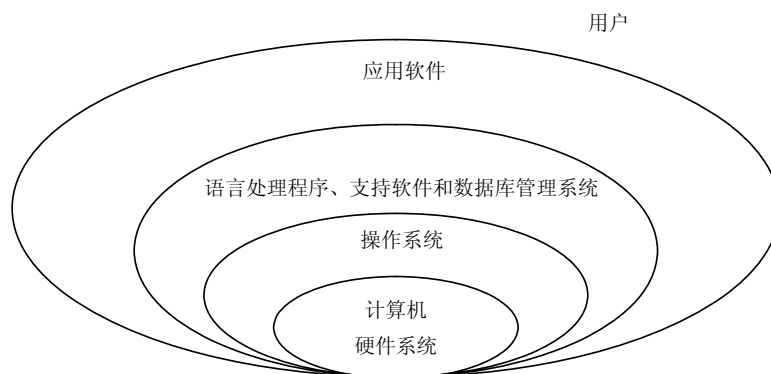 用户
应用软件
语言处理程序、支持软件和数据库管理系统
操作系统
计算机
硬件系统